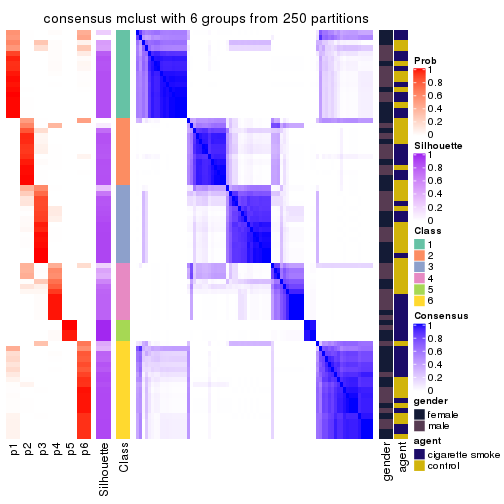 consensus mclust with 6 groups from 250 partitions
Prob
1
0.8
0.6
0.4
0.2
0
Silhouette
1
0.8
0.6
0.4
0.2
0
Class
1
2
3
4
5
6
Consensus
1
0.8
0.6
0.4
0.2
0
gender
female
male
agent
cigarette smoke
control
p1
p2
p3
p4
p5
p6
Silhouette
Class
gender
agent